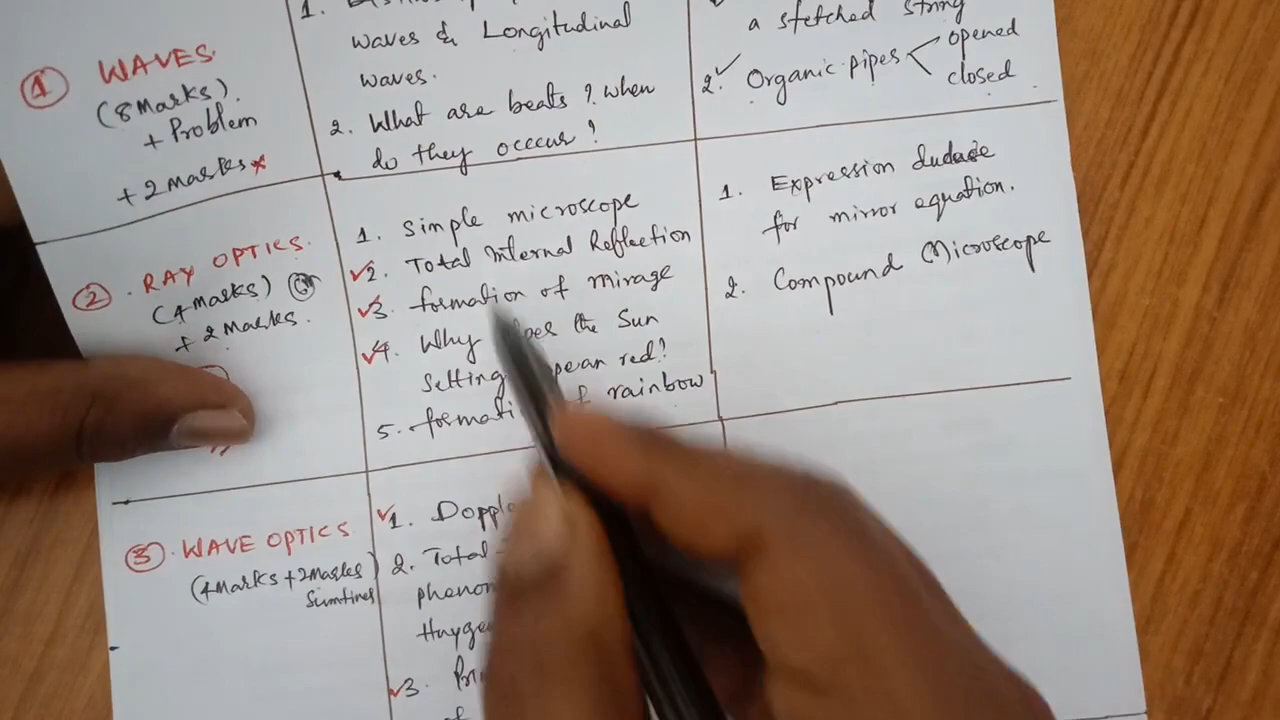 ① WAVES
(8 Marks)
+ Problem
+ 2 Marks
1.
waves & Longitudinal
waves.
2. What are beats ? when
do they occcur ?
a stetched string
2. Organic pipes
opened
closed
② RAY OPTICS.
(4 Marks)
+ 2 Marks.
1. Simple microscope
2. Total Internal Reflection
3. formation of mirage
4. Why the Sun
Setting red?
5. rainbow
1. Expression
for mirror equation.
2. Compound Microscope
③ WAVE OPTICS
(4 Marks + 2 Marks
Sumtines)
1.
2. Total
3.